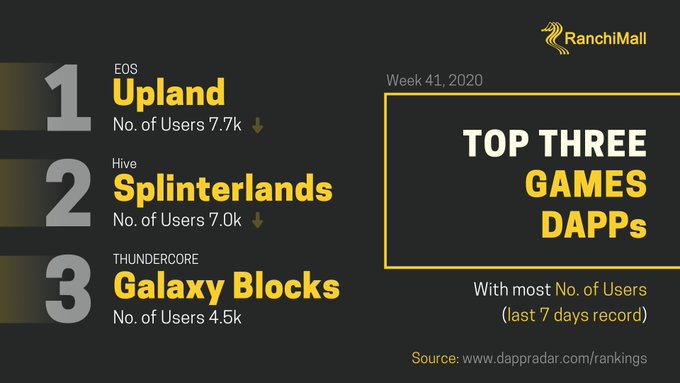 RanchiMall
Week 41, 2020
TOP THREE
GAMES
DAPPs
With most No. of Users
(last 7 days record)
1
EOS
Upland
No. of Users 7.7k
2
Hive
Splinterlands
No. of Users 7.0k
3
THUNDERCORE
Galaxy Blocks
No. of Users 4.5k
Source: www.dappradar.com/rankings